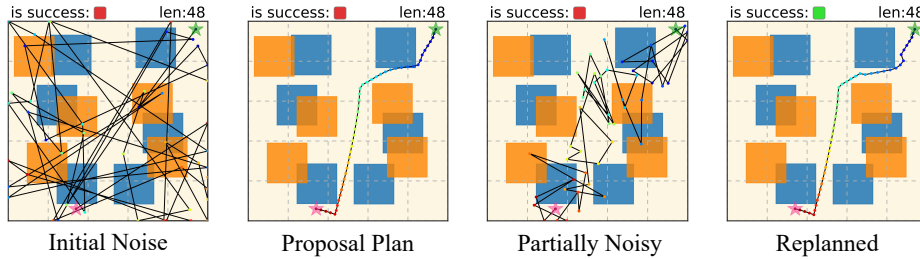 is success: len:48
is success: len:48
is success: len:48
is success: len:48
Initial Noise
Proposal Plan
Partially Noisy
Replanned